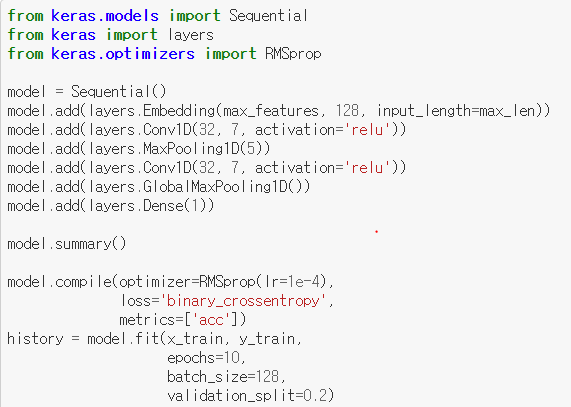 from keras.models import Sequential
from keras import layers
from keras.optimizers import RMSprop
model = Sequential()
model.add(layers.Embedding(max_features, 128, input_length=max_len))
model.add(layers.Conv1D(32, 7, activation='relu'))
model.add(layers.MaxPooling1D(5))
model.add(layers.Conv1D(32, 7, activation='relu'))
model.add(layers.GlobalMaxPooling1D())
model.add(layers.Dense(1))
model.summary()
model.compile(optimizer=RMSprop(lr=1e-4),
              loss='binary_crossentropy',
              metrics=['acc'])
history = model.fit(x_train, y_train,
                    epochs=10,
                    batch_size=128,
                    validation_split=0.2)